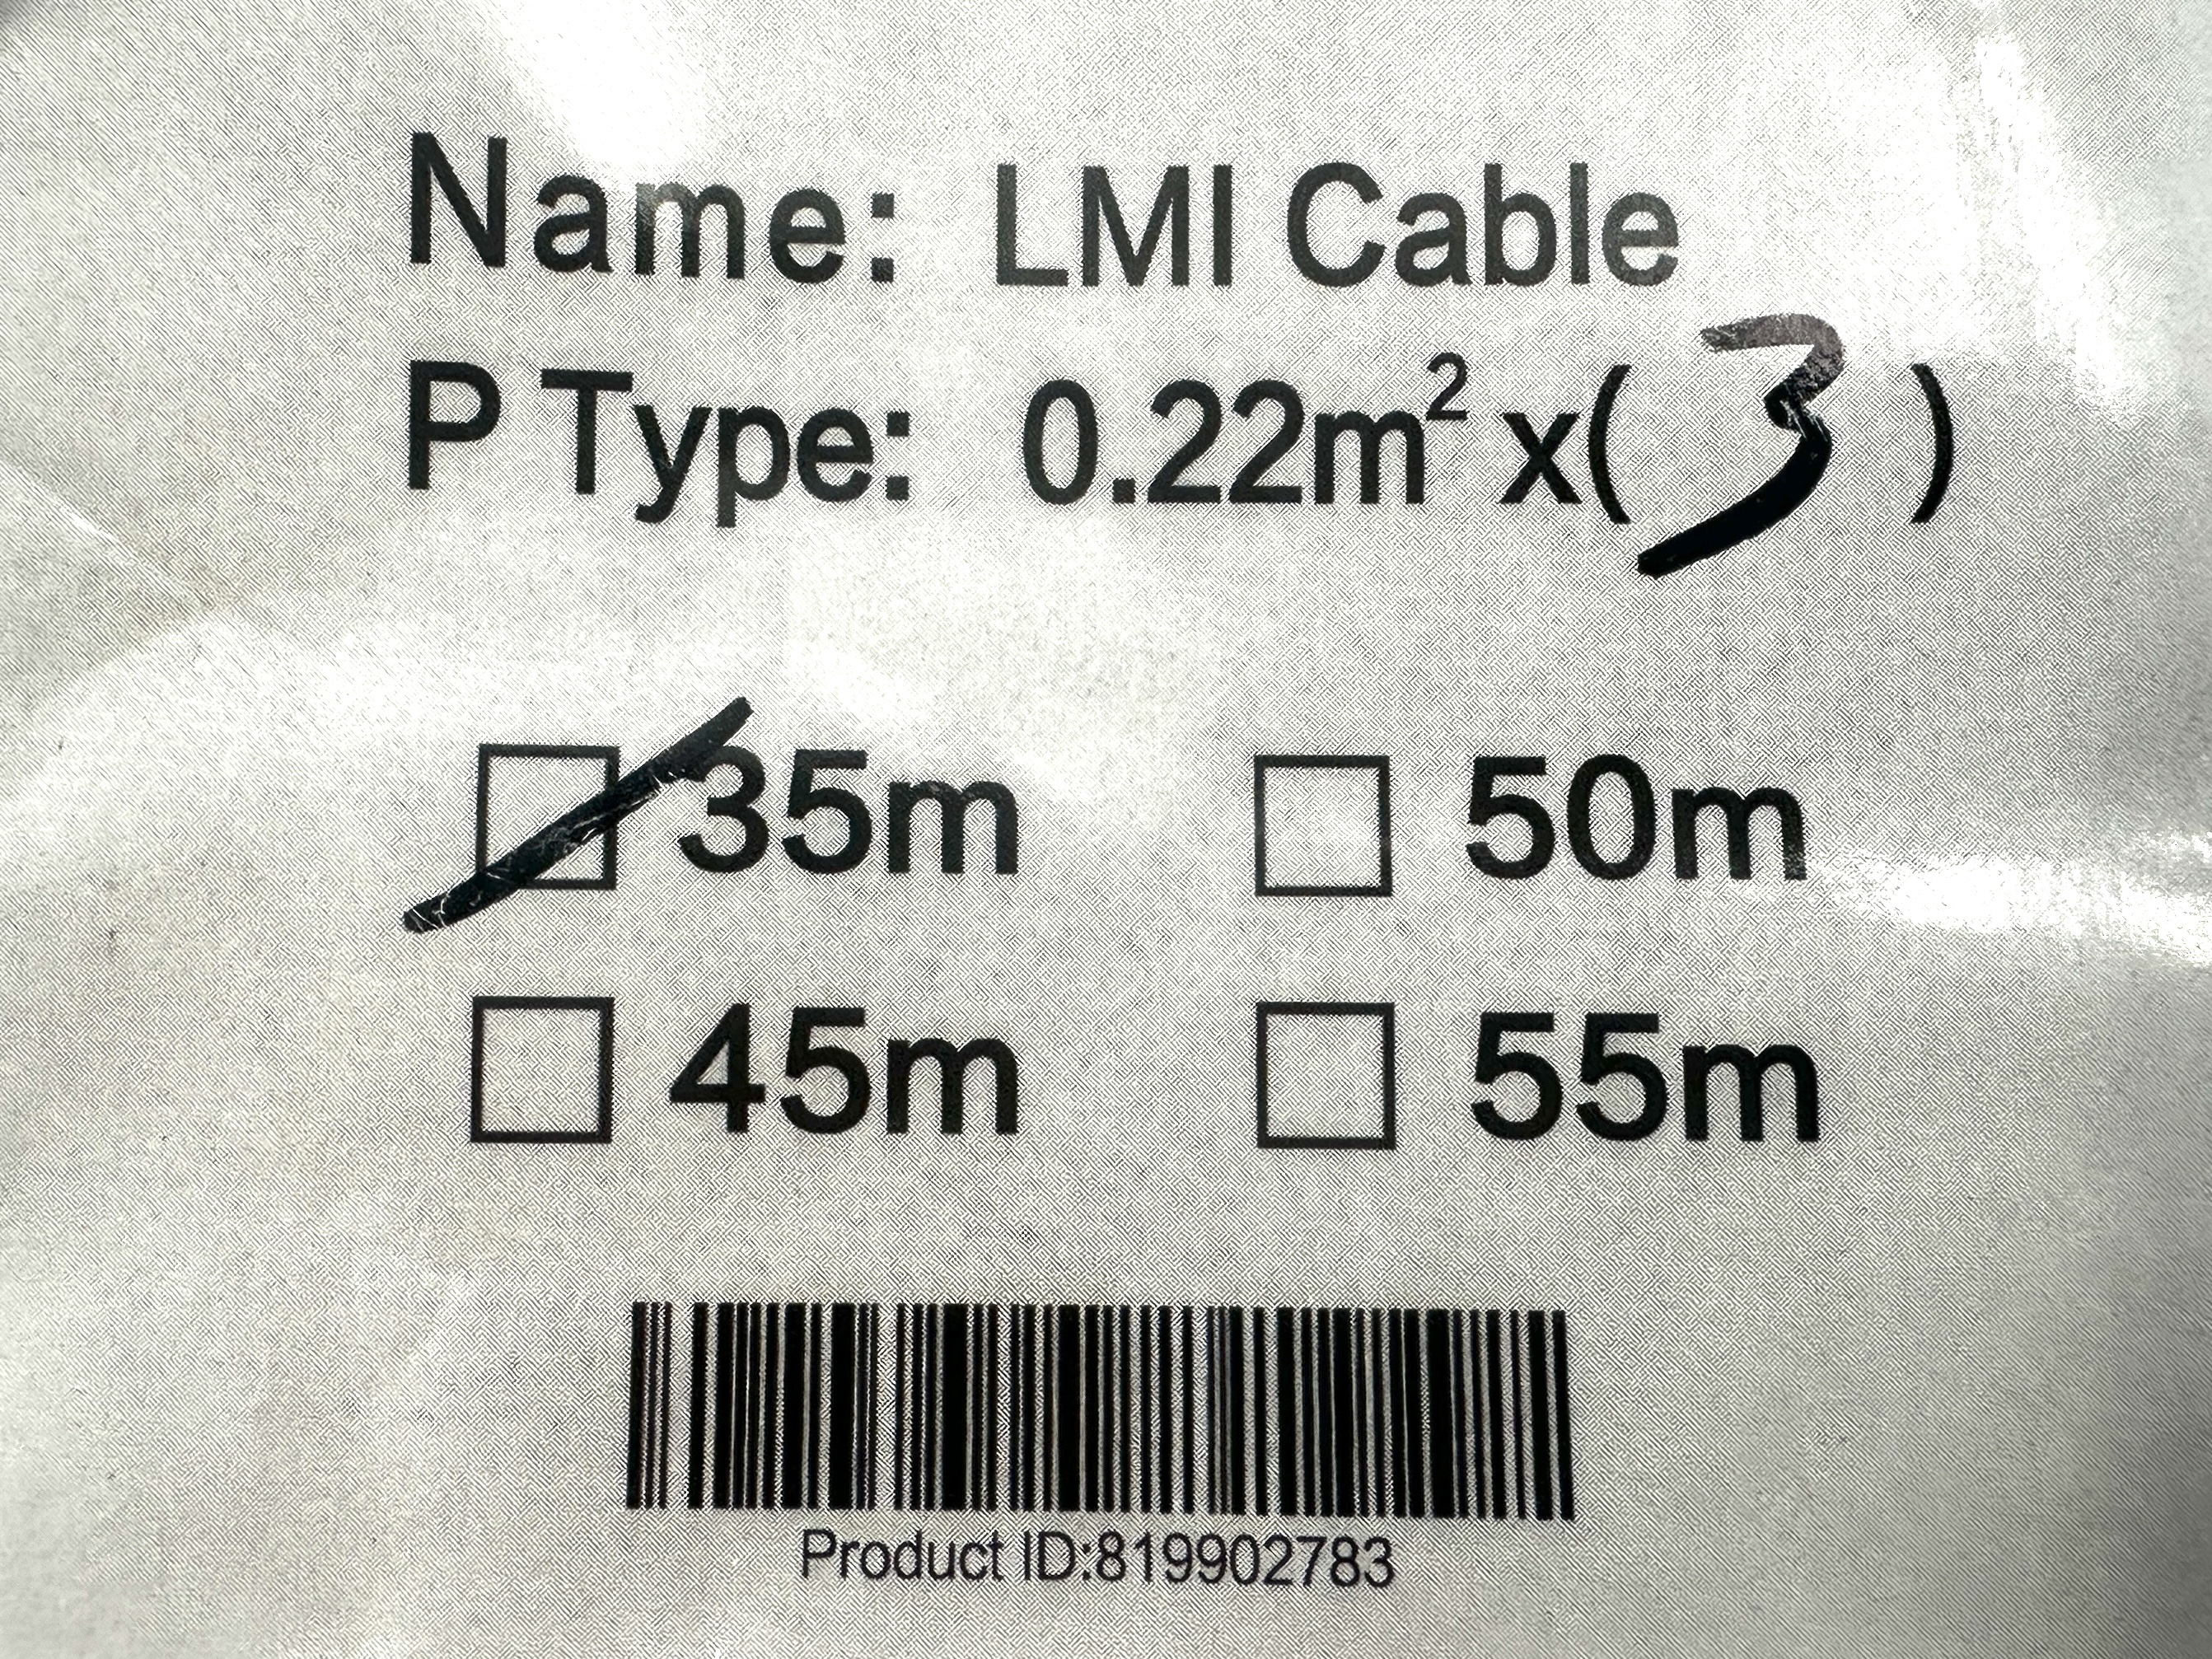 Name: LMI Cable
P Type: 0.22m² x( 3 )
35m 50m
45m 55m
Product ID:819902783